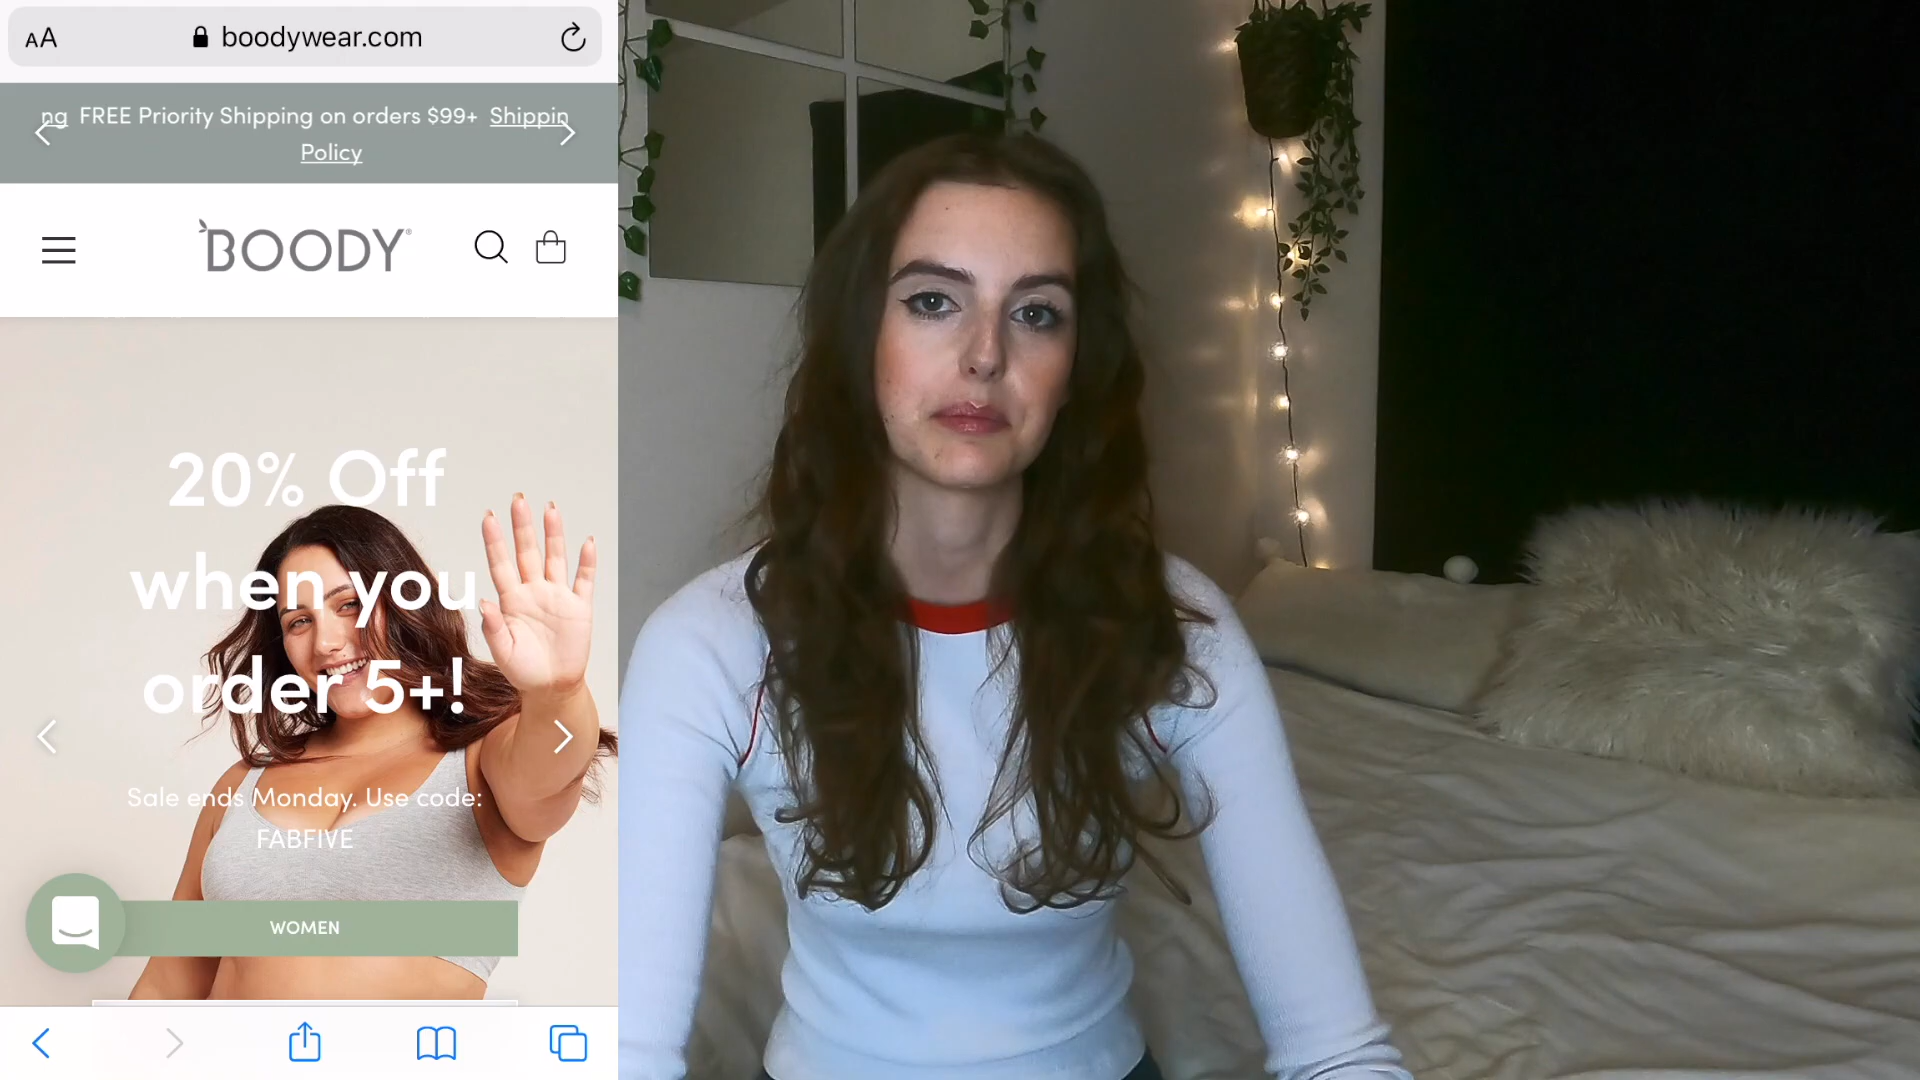 AA boodywear.com
ng FREE Priority Shipping on orders $99+ Shippin
Policy
BOODY®
20% Off
when you
order 5+!
Sale ends Monday. Use code:
FABFIVE
WOMEN